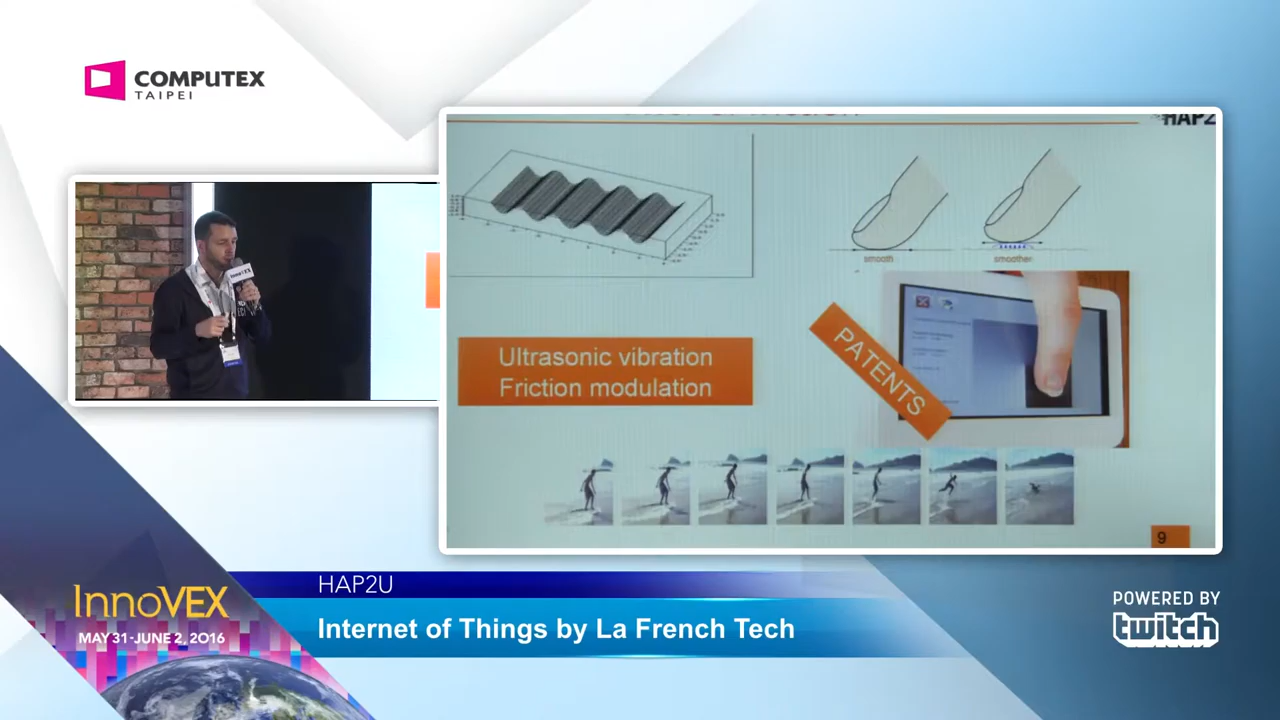 COMPUTEX
TAIPEI
HAP2
smooth
smoother
InnoVEX
Ultrasonic vibration
Friction modulation
PATENTS
9
HAP2U
Internet of Things by La French Tech
InnoVEX
MAY 31-JUNE 2, 2016
POWERED BY
twitch